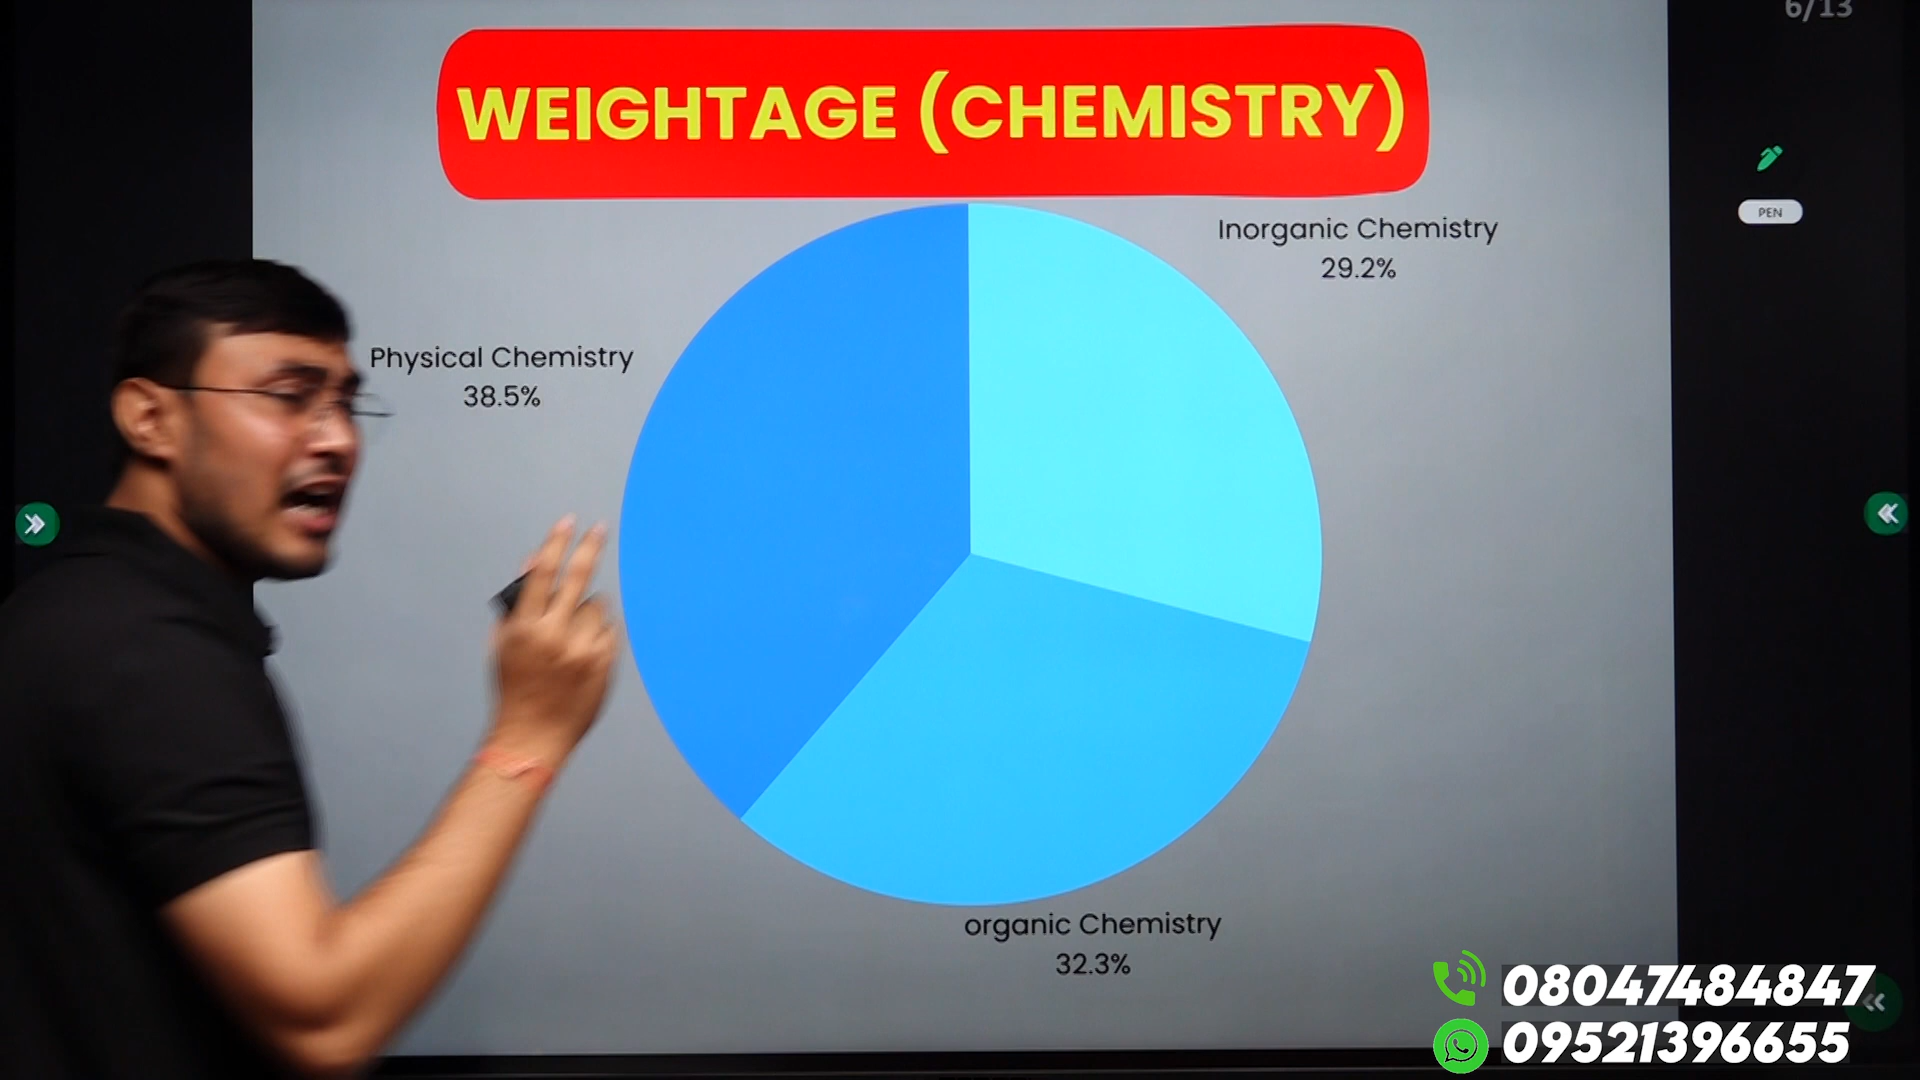 6/13
WEIGHTAGE (CHEMISTRY)
PEN
Inorganic Chemistry
29.2%
Physical Chemistry
38.5%
organic Chemistry
32.3%
08047484847
09521396655